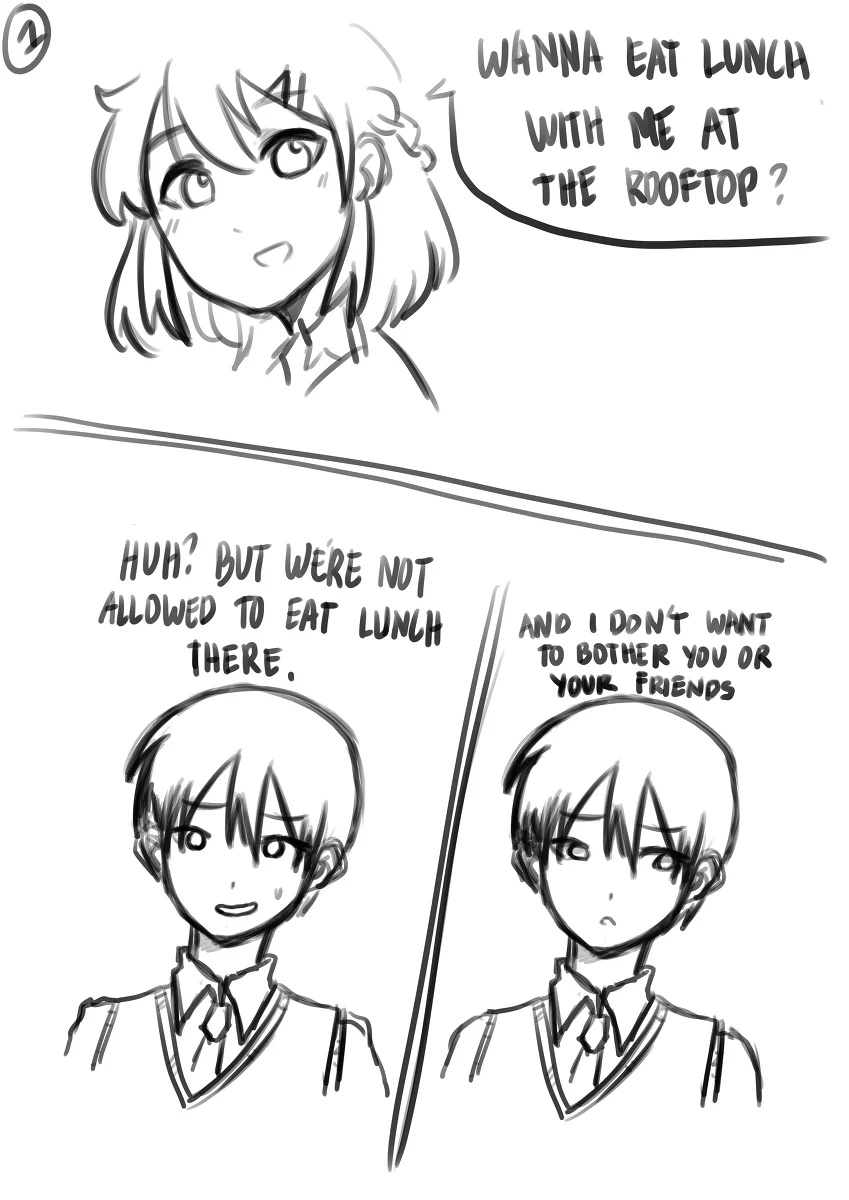 1
WANNA EAT LUNCH
WITH ME AT
THE ROOFTOP?
HUH? BUT WE'RE NOT
ALLOWED TO EAT LUNCH
THERE.
AND I DON'T WANT
TO BOTHER YOU OR
YOUR FRIENDS